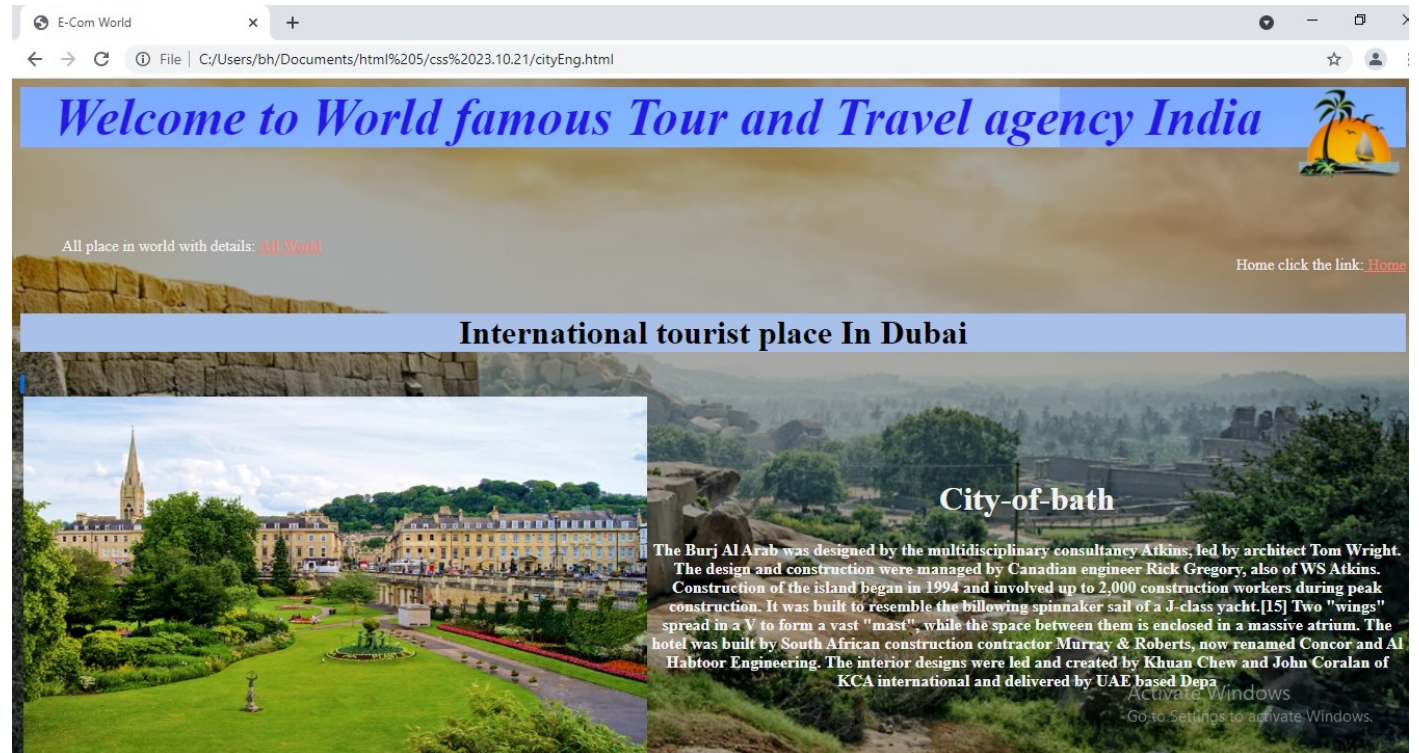 E-Com World
File | C:/Users/bh/Documents/html%205/css%2023.10.21/cityEng.html
Welcome to World famous Tour and Travel agency India
All place in world with details: All World
Home click the link: Home
International tourist place In Dubai
City-of-bath
The Burj Al Arab was designed by the multidisciplinary consultancy Atkins, led by architect Tom Wright.
The design and construction were managed by Canadian engineer Rick Gregory, also of WS Atkins.
Construction of the island began in 1994 and involved up to 2,000 construction workers during peak
construction. It was built to resemble the billowing spinnaker sail of a J-class yacht.[15] Two "wings"
spread in a V to form a vast "mast", while the space between them is enclosed in a massive atrium. The
hotel was built by South African construction contractor Murray & Roberts, now renamed Concor and Al
Habtoor Engineering. The interior designs were led and created by Khuan Chew and John Coralan of
KCA international and delivered by UAE based Depa
Activate Windows
Go to Settings to activate Windows.